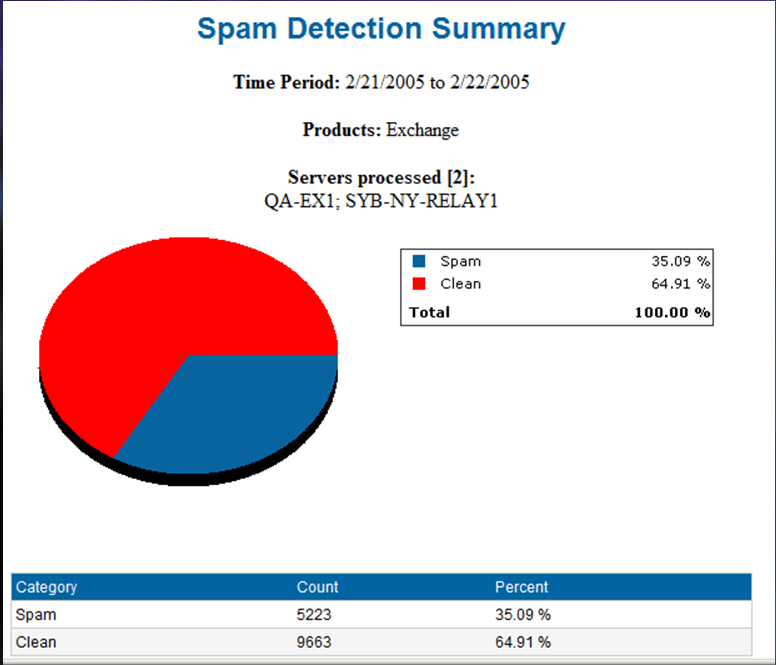 Spam Detection Summary
Time Period: 2/21/2005 to 2/22/2005
Products: Exchange
Servers processed [2]:
QA-EX1; SYB-NY-RELAY1
Spam 35.09 %
Clean 64.91 %
Total 100.00 %
Category Count Percent
Spam 5223 35.09 %
Clean 9663 64.91 %